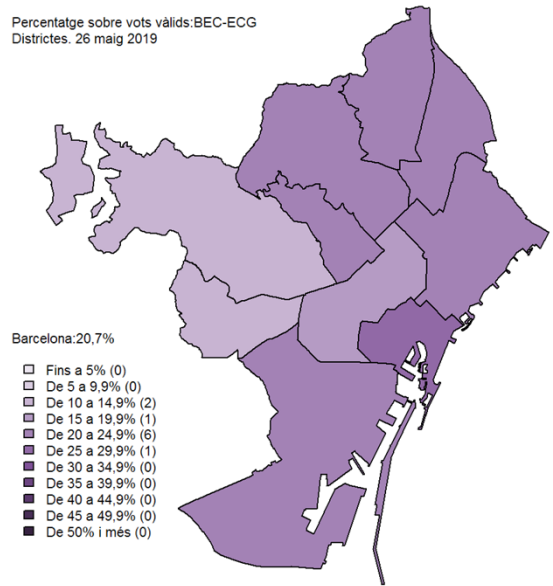 Percentatge sobre vots vàlids:BEC-ECG
Districtes. 26 maig 2019
Barcelona:20,7%
Fins a 5% (0)
De 5 a 9,9% (0)
De 10 a 14,9% (2)
De 15 a 19,9% (1)
De 20 a 24,9% (6)
De 25 a 29,9% (1)
De 30 a 34,9% (0)
De 35 a 39,9% (0)
De 40 a 44,9% (0)
De 45 a 49,9% (0)
De 50% i més (0)